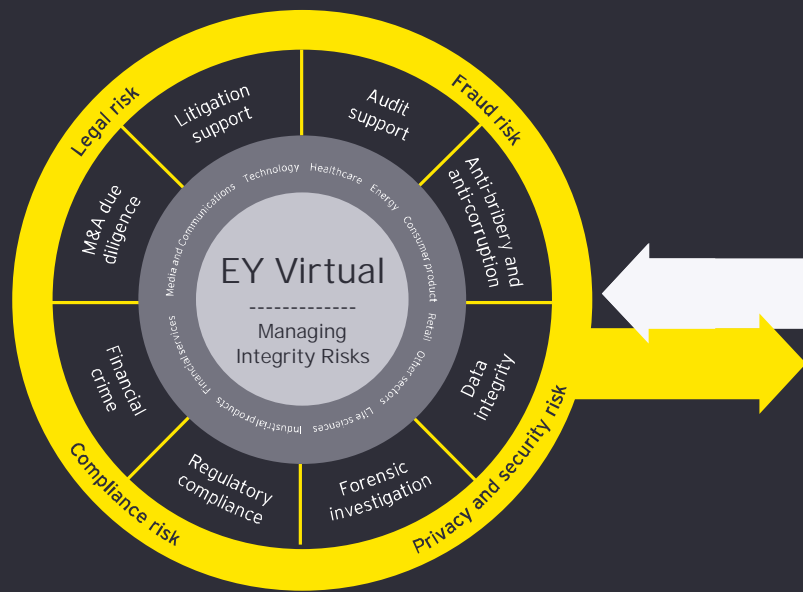 Legal risk
Fraud risk
Litigation
support
Audit
support
M&A due
diligence
Anti-bribery and
anti-corruption
Media and Communications
Technology
Healthcare
Energy
Consumer product
Retail
Other sectors
Life sciences
Industrial products
Financial services
EY Virtual
-------------
Managing
Integrity Risks
Financial
crime
Data
integrity
Regulatory
compliance
Forensic
investigation
Compliance risk
Privacy and security risk